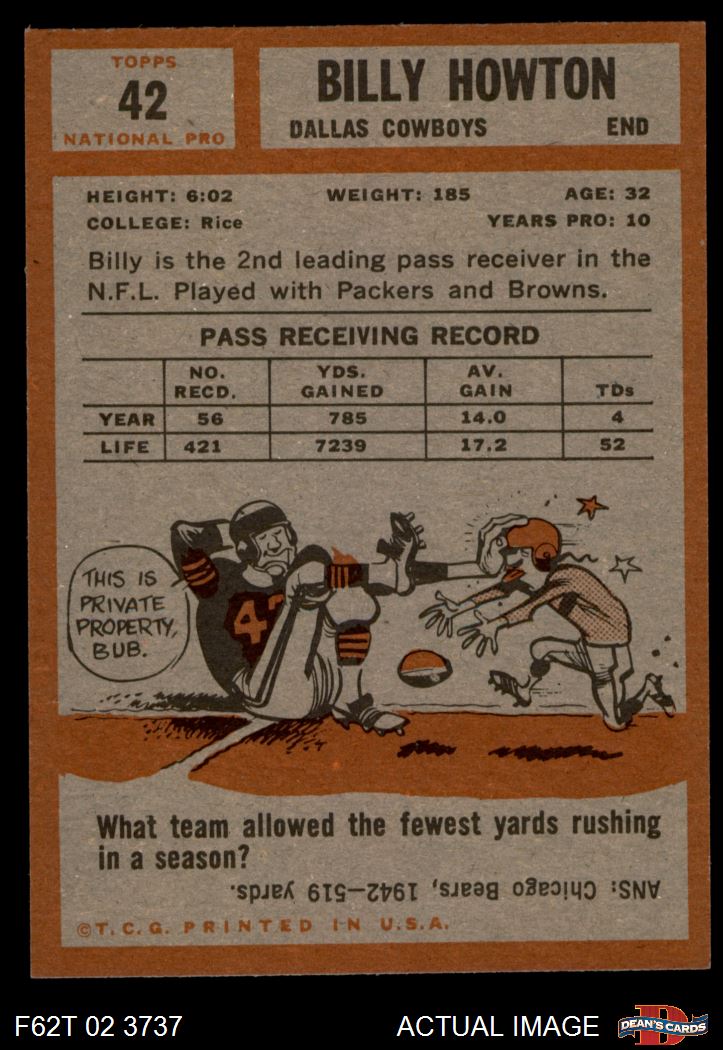 TOPPS
42
NATIONAL PRO
BILLY HOWTON
DALLAS COWBOYS END
HEIGHT: 6:02 WEIGHT: 185 AGE: 32
COLLEGE: Rice YEARS PRO: 10
Billy is the 2nd leading pass receiver in the
N.F.L. Played with Packers and Browns.
PASS RECEIVING RECORD
NO. RECD. YDS. GAINED AV. GAIN TDs
YEAR 56 785 14.0 4
LIFE 421 7239 17.2 52
THIS IS
PRIVATE
PROPERTY,
BUB.
42
What team allowed the fewest yards rushing
in a season?
ANS: Chicago Bears, 1942—519 yards.
©T.C.G. PRINTED IN U.S.A.
F62T 02 3737 ACTUAL IMAGE
D
DEAN'S CARDS